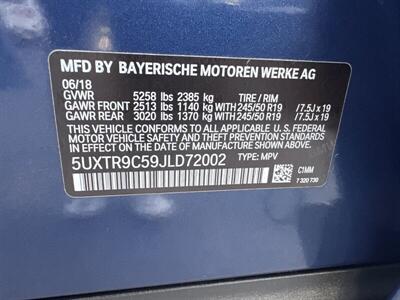 MFD BY BAYERISCHE MOTOREN WERKE AG
06/18
GVWR 5258 lbs 2385 kg TIRE / RIM
GAWR FRONT 2513 lbs 1140 kg WITH 245/50 R19 / 7.5J x 19
GAWR REAR 3020 lbs 1370 kg WITH 245/50 R19 / 7.5J x 19
THIS VEHICLE CONFORMS TO ALL APPLICABLE U.S. FEDERAL
MOTOR VEHICLE SAFETY AND THEFT PREVENTION STANDARDS
IN EFFECT ON THE DATE OF MANUFACTURE SHOWN ABOVE.
5UXTR9C59JLD72002 TYPE: MPV C1MM
7 320 730